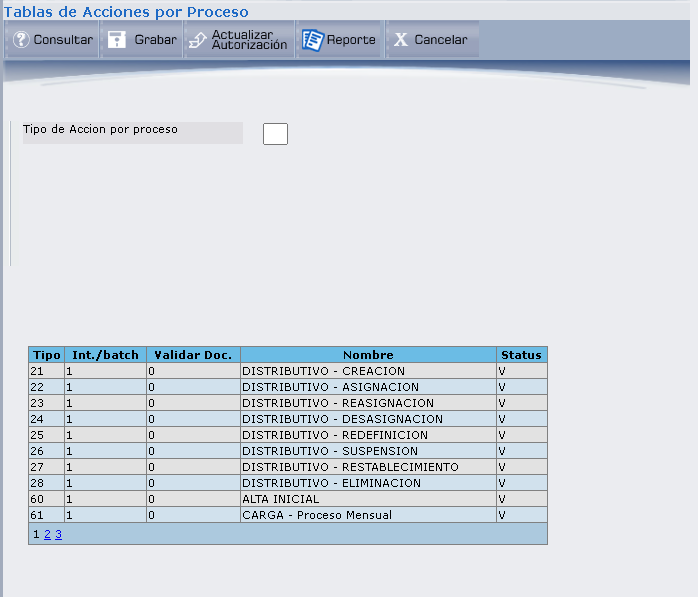 Tablas de Acciones por Proceso
Consultar Grabar Actualizar Autorización Reporte X Cancelar
Tipo de Accion por proceso
Tipo Int./batch Validar Doc. Nombre Status
21 1 0 DISTRIBUTIVO - CREACION V
22 1 0 DISTRIBUTIVO - ASIGNACION V
23 1 0 DISTRIBUTIVO - REASIGNACION V
24 1 0 DISTRIBUTIVO - DESASIGNACION V
25 1 0 DISTRIBUTIVO - REDEFINICION V
26 1 0 DISTRIBUTIVO - SUSPENSION V
27 1 0 DISTRIBUTIVO - RESTABLECIMIENTO V
28 1 0 DISTRIBUTIVO - ELIMINACION V
60 1 0 ALTA INICIAL V
61 1 0 CARGA - Proceso Mensual V
1 2 3